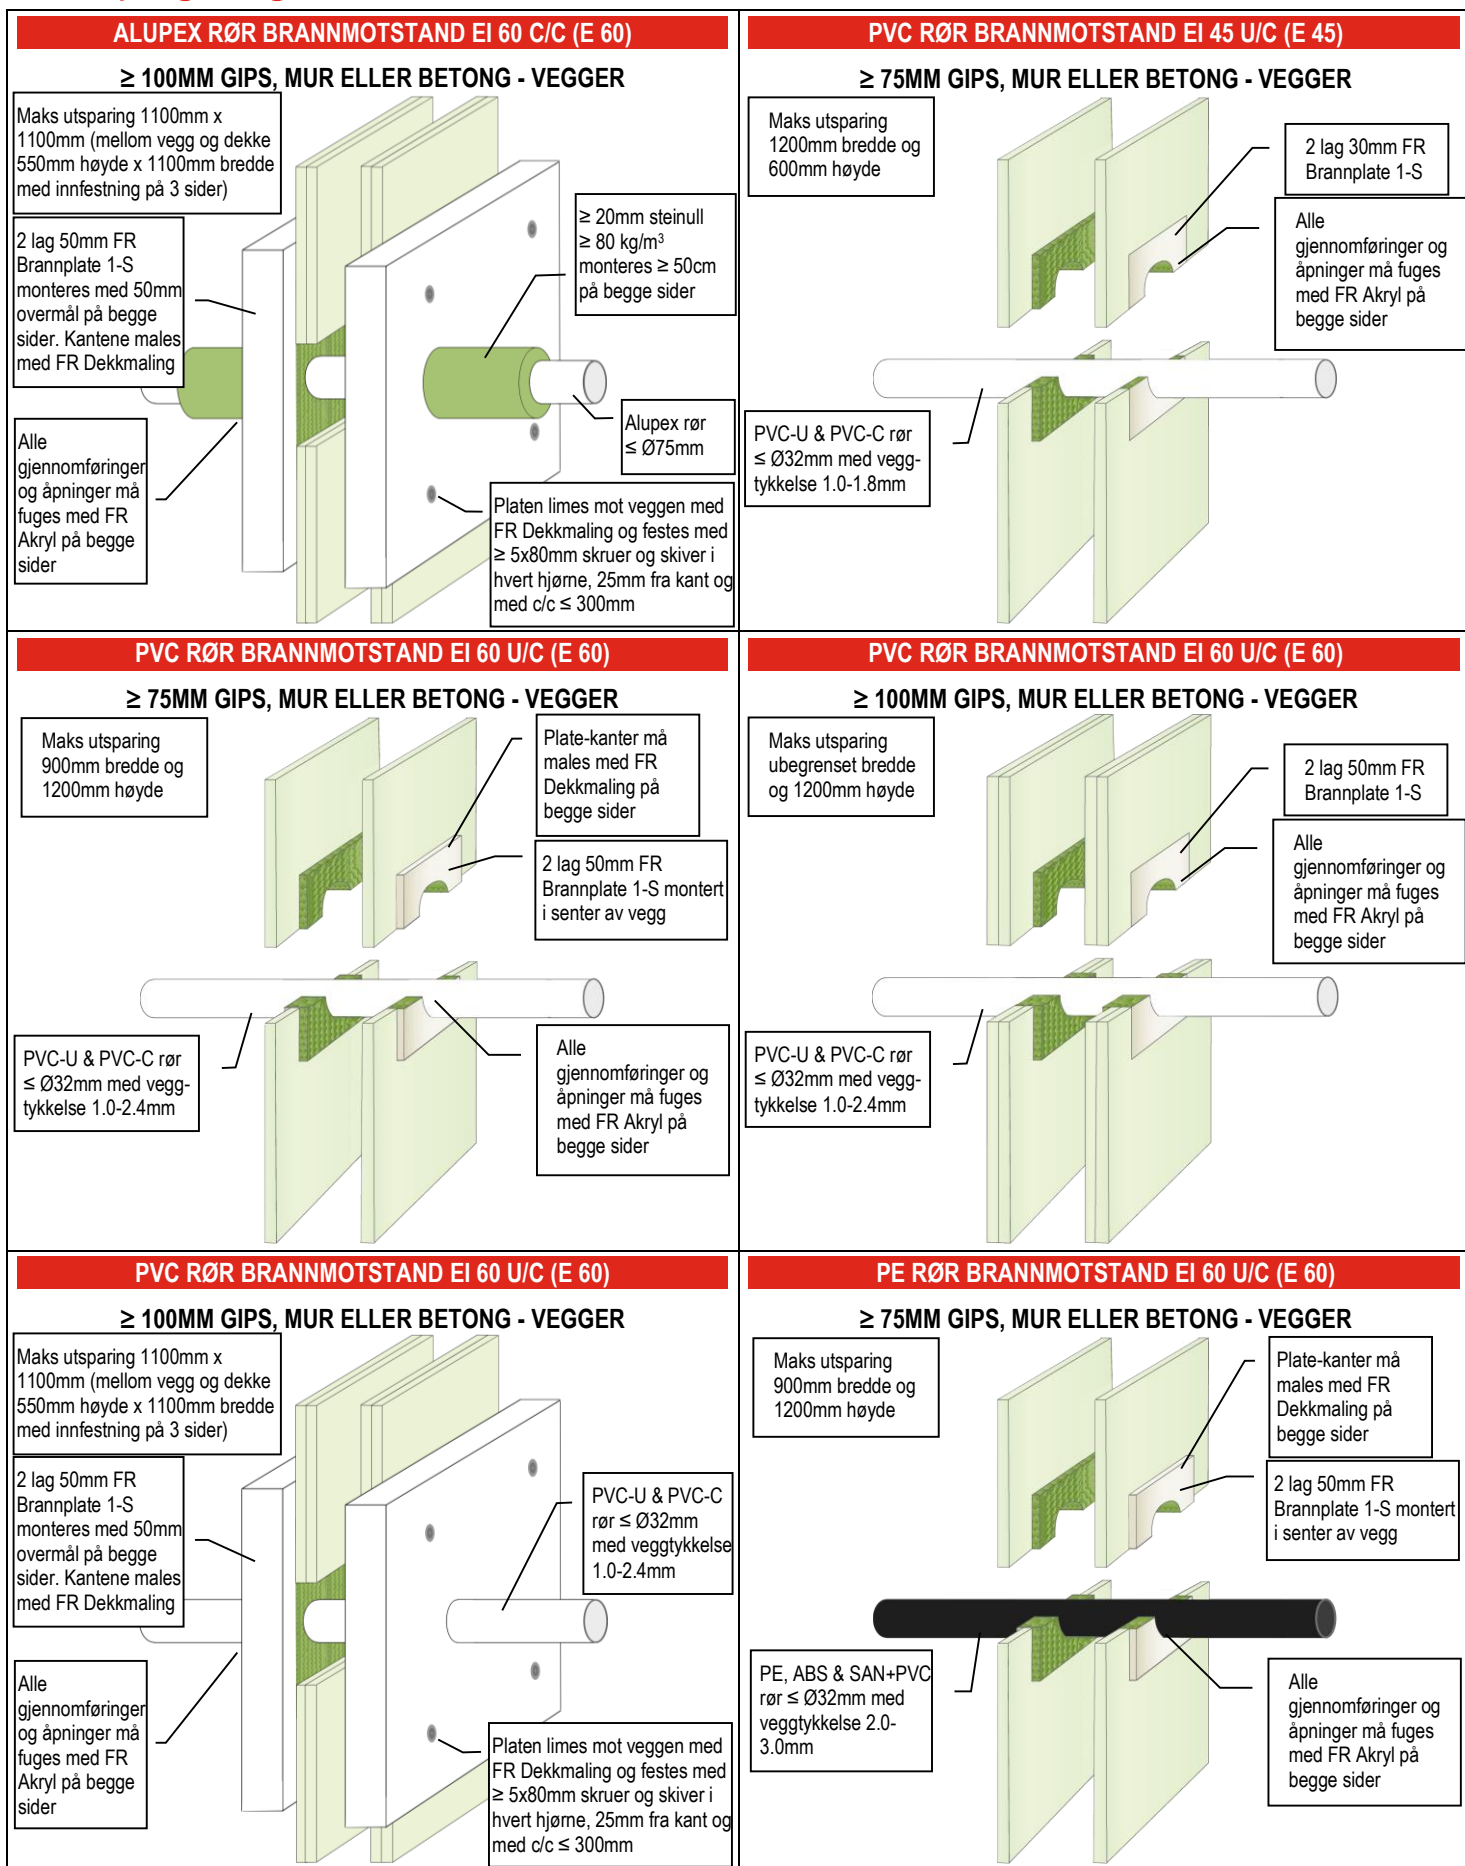 ALUPEX RØR BRANNMOTSTAND EI 60 C/C (E 60)
≥ 100MM GIPS, MUR ELLER BETONG - VEGGER
Maks utsparing 1100mm x
1100mm (mellom vegg og dekke
550mm høyde x 1100mm bredde
med innfestning på 3 sider)
2 lag 50mm FR
Brannplate 1-S
monteres med 50mm
overmål på begge
sider. Kantene males
med FR Dekkmaling
Alle
gjennomføringer
og åpninger må
fuges med FR
Akryl på begge
sider
≥ 20mm steinull
≥ 80 kg/m³
monteres ≥ 50cm
på begge sider
Alupex rør
≤ Ø75mm
Platen limes mot veggen med
FR Dekkmaling og festes med
≥ 5x80mm skruer og skiver i
hvert hjørne, 25mm fra kant og
med c/c ≤ 300mm
PVC RØR BRANNMOTSTAND EI 45 U/C (E 45)
≥ 75MM GIPS, MUR ELLER BETONG - VEGGER
Maks utsparing
1200mm bredde og
600mm høyde
2 lag 30mm FR
Brannplate 1-S
Alle
gjennomføringer og
åpninger må fuges
med FR Akryl på
begge sider
PVC-U & PVC-C rør
≤ Ø32mm med vegg-
tykkelse 1.0-1.8mm
PVC RØR BRANNMOTSTAND EI 60 U/C (E 60)
≥ 75MM GIPS, MUR ELLER BETONG - VEGGER
Maks utsparing
900mm bredde og
1200mm høyde
Plate-kanter må
males med FR
Dekkmaling på
begge sider
2 lag 50mm FR
Brannplate 1-S montert
i senter av vegg
PVC-U & PVC-C rør
≤ Ø32mm med vegg-
tykkelse 1.0-2.4mm
Alle
gjennomføringer og
åpninger må fuges
med FR Akryl på
begge sider
PVC RØR BRANNMOTSTAND EI 60 U/C (E 60)
≥ 100MM GIPS, MUR ELLER BETONG - VEGGER
Maks utsparing
ubegrenset bredde
og 1200mm høyde
2 lag 50mm FR
Brannplate 1-S
Alle
gjennomføringer og
åpninger må fuges
med FR Akryl på
begge sider
PVC-U & PVC-C rør
≤ Ø32mm med vegg-
tykkelse 1.0-2.4mm
PVC RØR BRANNMOTSTAND EI 60 U/C (E 60)
≥ 100MM GIPS, MUR ELLER BETONG - VEGGER
Maks utsparing 1100mm x
1100mm (mellom vegg og dekke
550mm høyde x 1100mm bredde
med innfestning på 3 sider)
2 lag 50mm FR
Brannplate 1-S
monteres med 50mm
overmål på begge
sider. Kantene males
med FR Dekkmaling
Alle
gjennomføringer
og åpninger må
fuges med FR
Akryl på begge
sider
PVC-U & PVC-C
rør ≤ Ø32mm
med veggtykkelse
1.0-2.4mm
Platen limes mot veggen med
FR Dekkmaling og festes med
≥ 5x80mm skruer og skiver i
hvert hjørne, 25mm fra kant og
med c/c ≤ 300mm
PE RØR BRANNMOTSTAND EI 60 U/C (E 60)
≥ 75MM GIPS, MUR ELLER BETONG - VEGGER
Maks utsparing
900mm bredde og
1200mm høyde
Plate-kanter må
males med FR
Dekkmaling på
begge sider
2 lag 50mm FR
Brannplate 1-S montert
i senter av vegg
PE, ABS & SAN+PVC
rør ≤ Ø32mm med
veggtykkelse 2.0-
3.0mm
Alle
gjennomføringer og
åpninger må fuges
med FR Akryl på
begge sider